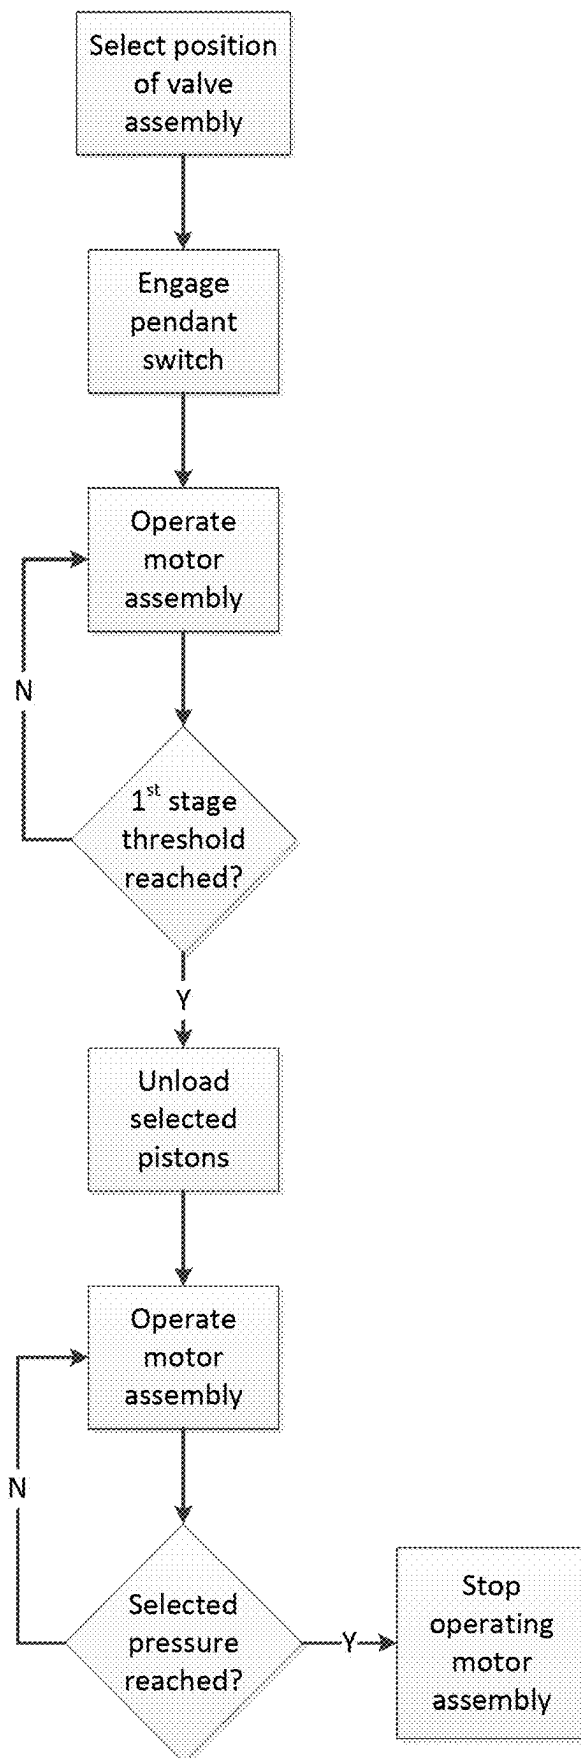 Select position
of valve
assembly
Engage
pendant
switch
Operate
motor
assembly
N
1st stage
threshold
reached?
Y
Unload
selected
pistons
Operate
motor
assembly
N
Selected
pressure
reached?
Y
Stop
operating
motor
assembly